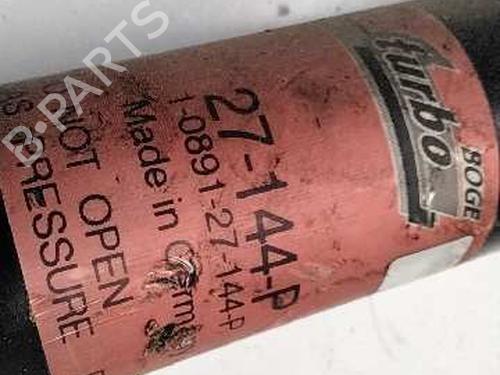 B-PARTS
turbo
BOGE
27-144-P
1-0891-27-144-P
Made in
NOT OPEN
PRESSURE